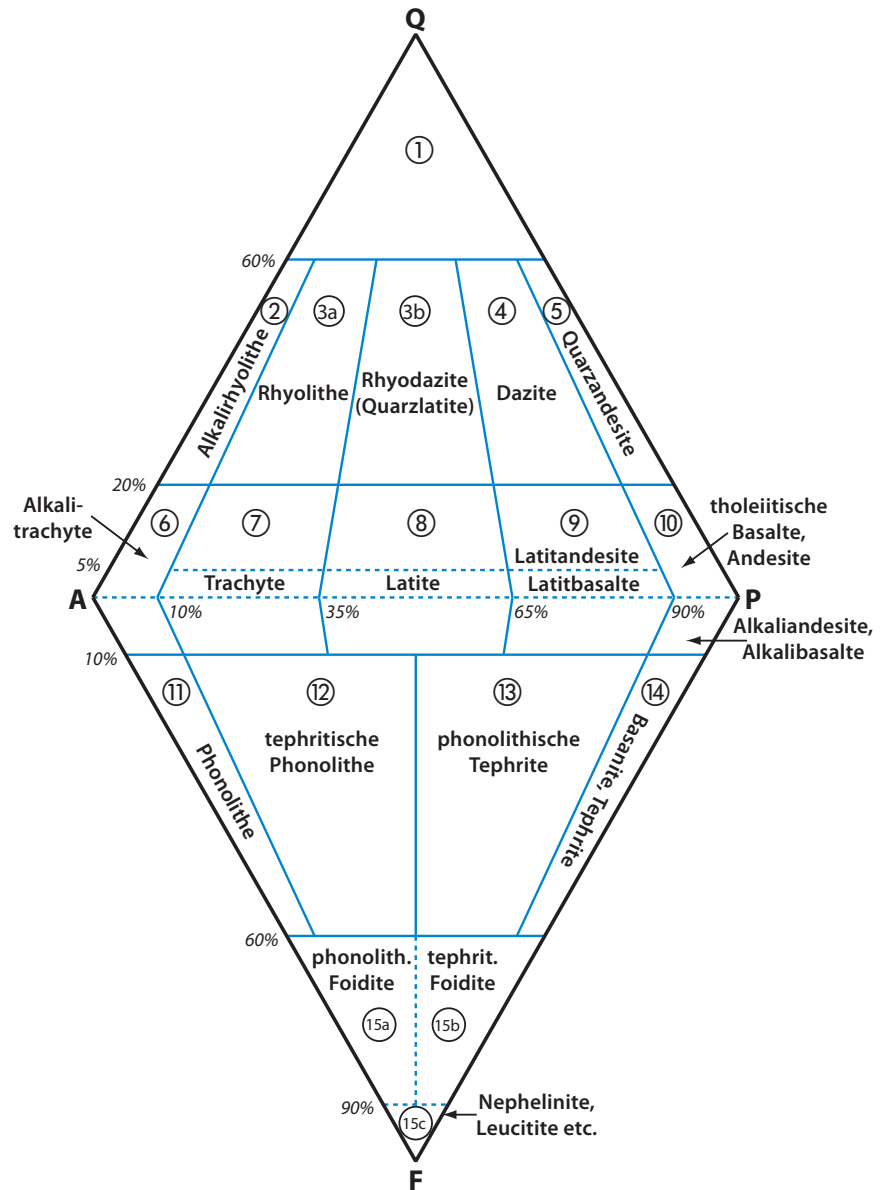 Q
①
60%
②
3a
3b
④
⑤
Alkalirhyolithe
Rhyolithe
Rhyodazite
(Quarzlatite)
Dazite
Quarzandesite
20%
Alkali-
trachyte
⑥
⑦
⑧
⑨
⑩
tholeiitische
Basalte,
Andesite
Latitandesite
5%
Trachyte
Latite
Latitbasalte
A
P
10%
35%
65%
90%
Alkaliandesite,
Alkalibasalte
10%
⑪
⑫
⑬
⑭
Phonolithe
tephritische
Phonolithe
phonolithische
Tephrite
Basanite, Tephrite
60%
phonolith.
Foidite
tephrit.
Foidite
15a
15b
90%
15c
Nephelinite,
Leucitite etc.
F